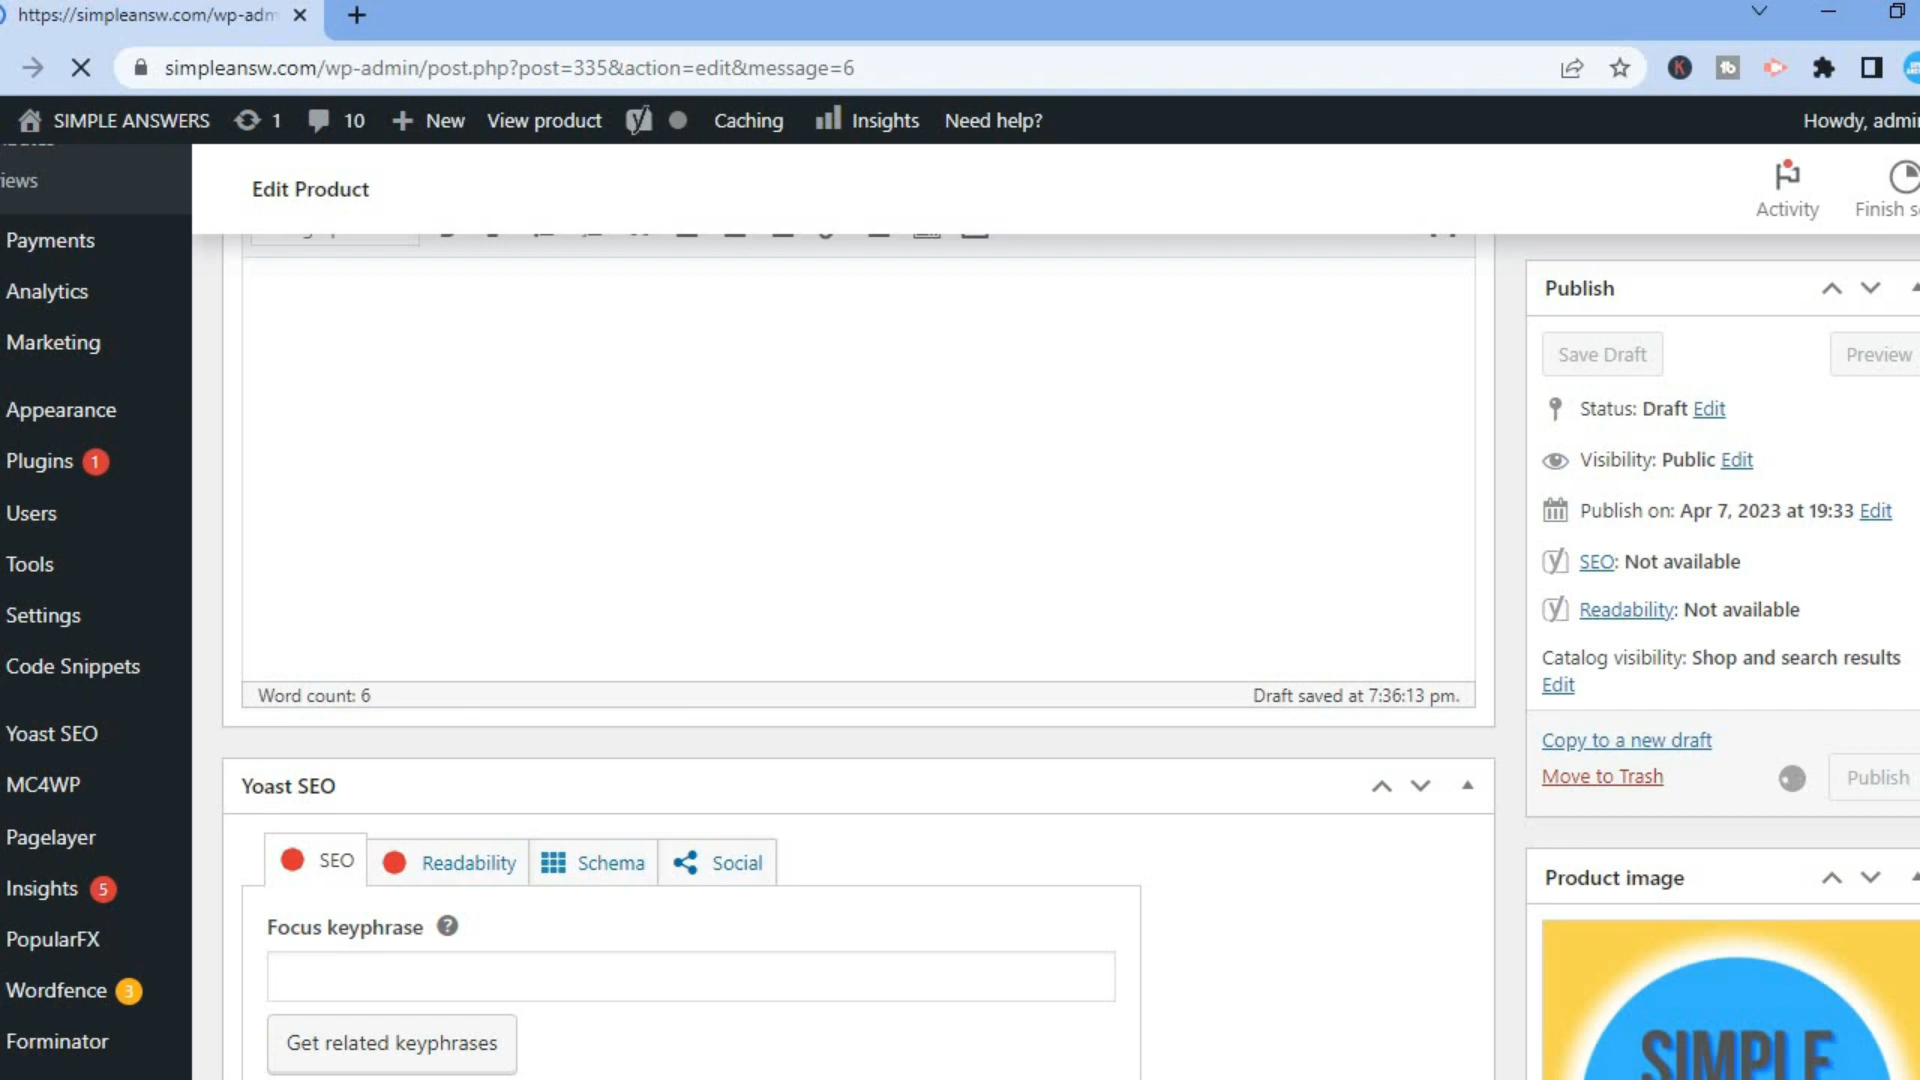 https://simpleansw.com/wp-adm
simpleansw.com/wp-admin/post.php?post=335&action=edit&message=6
SIMPLE ANSWERS 1 10 New View product Caching Insights Need help? Howdy, admin
iews
Edit Product
Activity
Finish s
Payments
Analytics
Marketing
Appearance
Plugins 1
Users
Tools
Settings
Code Snippets
Yoast SEO
MC4WP
Pagelayer
Insights 5
PopularFX
Wordfence 3
Forminator
Word count: 6
Draft saved at 7:36:13 pm.
Yoast SEO
SEO
Readability
Schema
Social
Focus keyphrase
Get related keyphrases
Publish
Save Draft
Preview
Status: Draft Edit
Visibility: Public Edit
Publish on: Apr 7, 2023 at 19:33 Edit
SEO: Not available
Readability: Not available
Catalog visibility: Shop and search results
Edit
Copy to a new draft
Move to Trash
Publish
Product image
SIMPLE